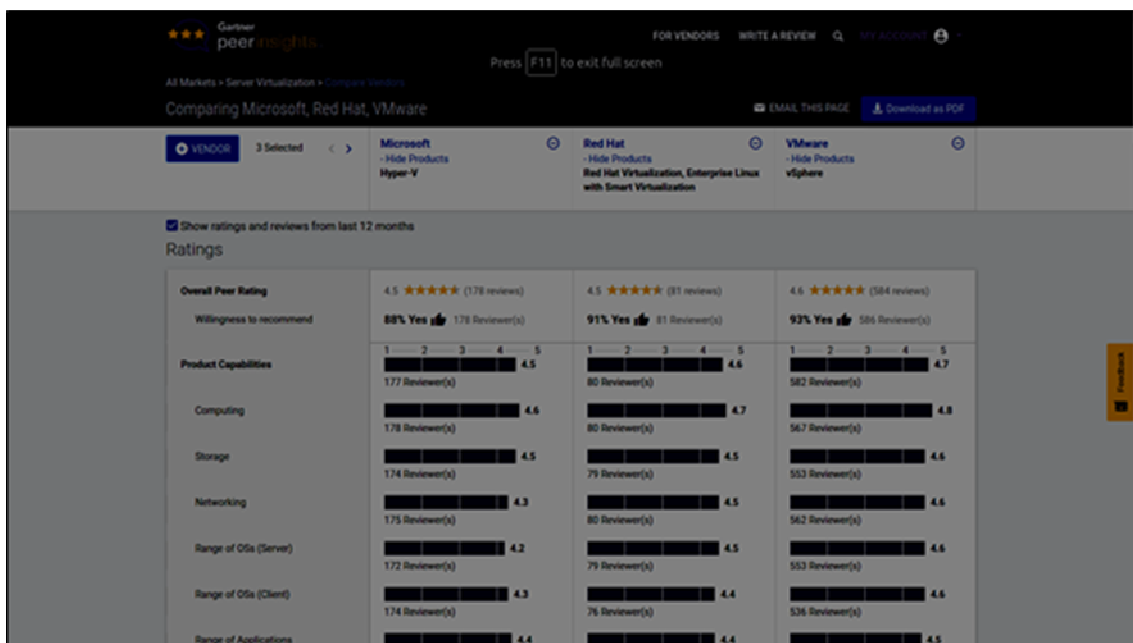 Gartner
peer insights
FOR VENDORS WRITE A REVIEW MY ACCOUNT
Press F11 to exit full screen
All Markets > Server Virtualization > Compare Vendors
Comparing Microsoft, Red Hat, VMware
EMAIL THIS PAGE Download as PDF
VENDOR 3 Selected < >
Microsoft
- Hide Products
Hyper-V
Red Hat
- Hide Products
Red Hat Virtualization, Enterprise Linux
with Smart Virtualization
VMware
- Hide Products
vSphere
Show ratings and reviews from last 12 months
Ratings
Overall Peer Rating 4.5 (178 reviews) 4.5 (81 reviews) 4.6 (584 reviews)
Willingness to recommend 88% Yes 178 Reviewer(s) 91% Yes 81 Reviewer(s) 93% Yes 586 Reviewer(s)
1 2 3 4 5 1 2 3 4 5 1 2 3 4 5
Product Capabilities 4.5 4.6 4.7
177 Reviewer(s) 80 Reviewer(s) 582 Reviewer(s)
Computing 4.6 4.7 4.8
178 Reviewer(s) 80 Reviewer(s) 567 Reviewer(s)
Storage 4.5 4.5 4.6
174 Reviewer(s) 79 Reviewer(s) 553 Reviewer(s)
Networking 4.3 4.5 4.6
175 Reviewer(s) 80 Reviewer(s) 562 Reviewer(s)
Range of OSs (Server) 4.2 4.5 4.6
172 Reviewer(s) 79 Reviewer(s) 553 Reviewer(s)
Range of OSs (Client) 4.3 4.4 4.6
174 Reviewer(s) 76 Reviewer(s) 536 Reviewer(s)
Range of Applications 4.4 4.4 4.5
Feedback